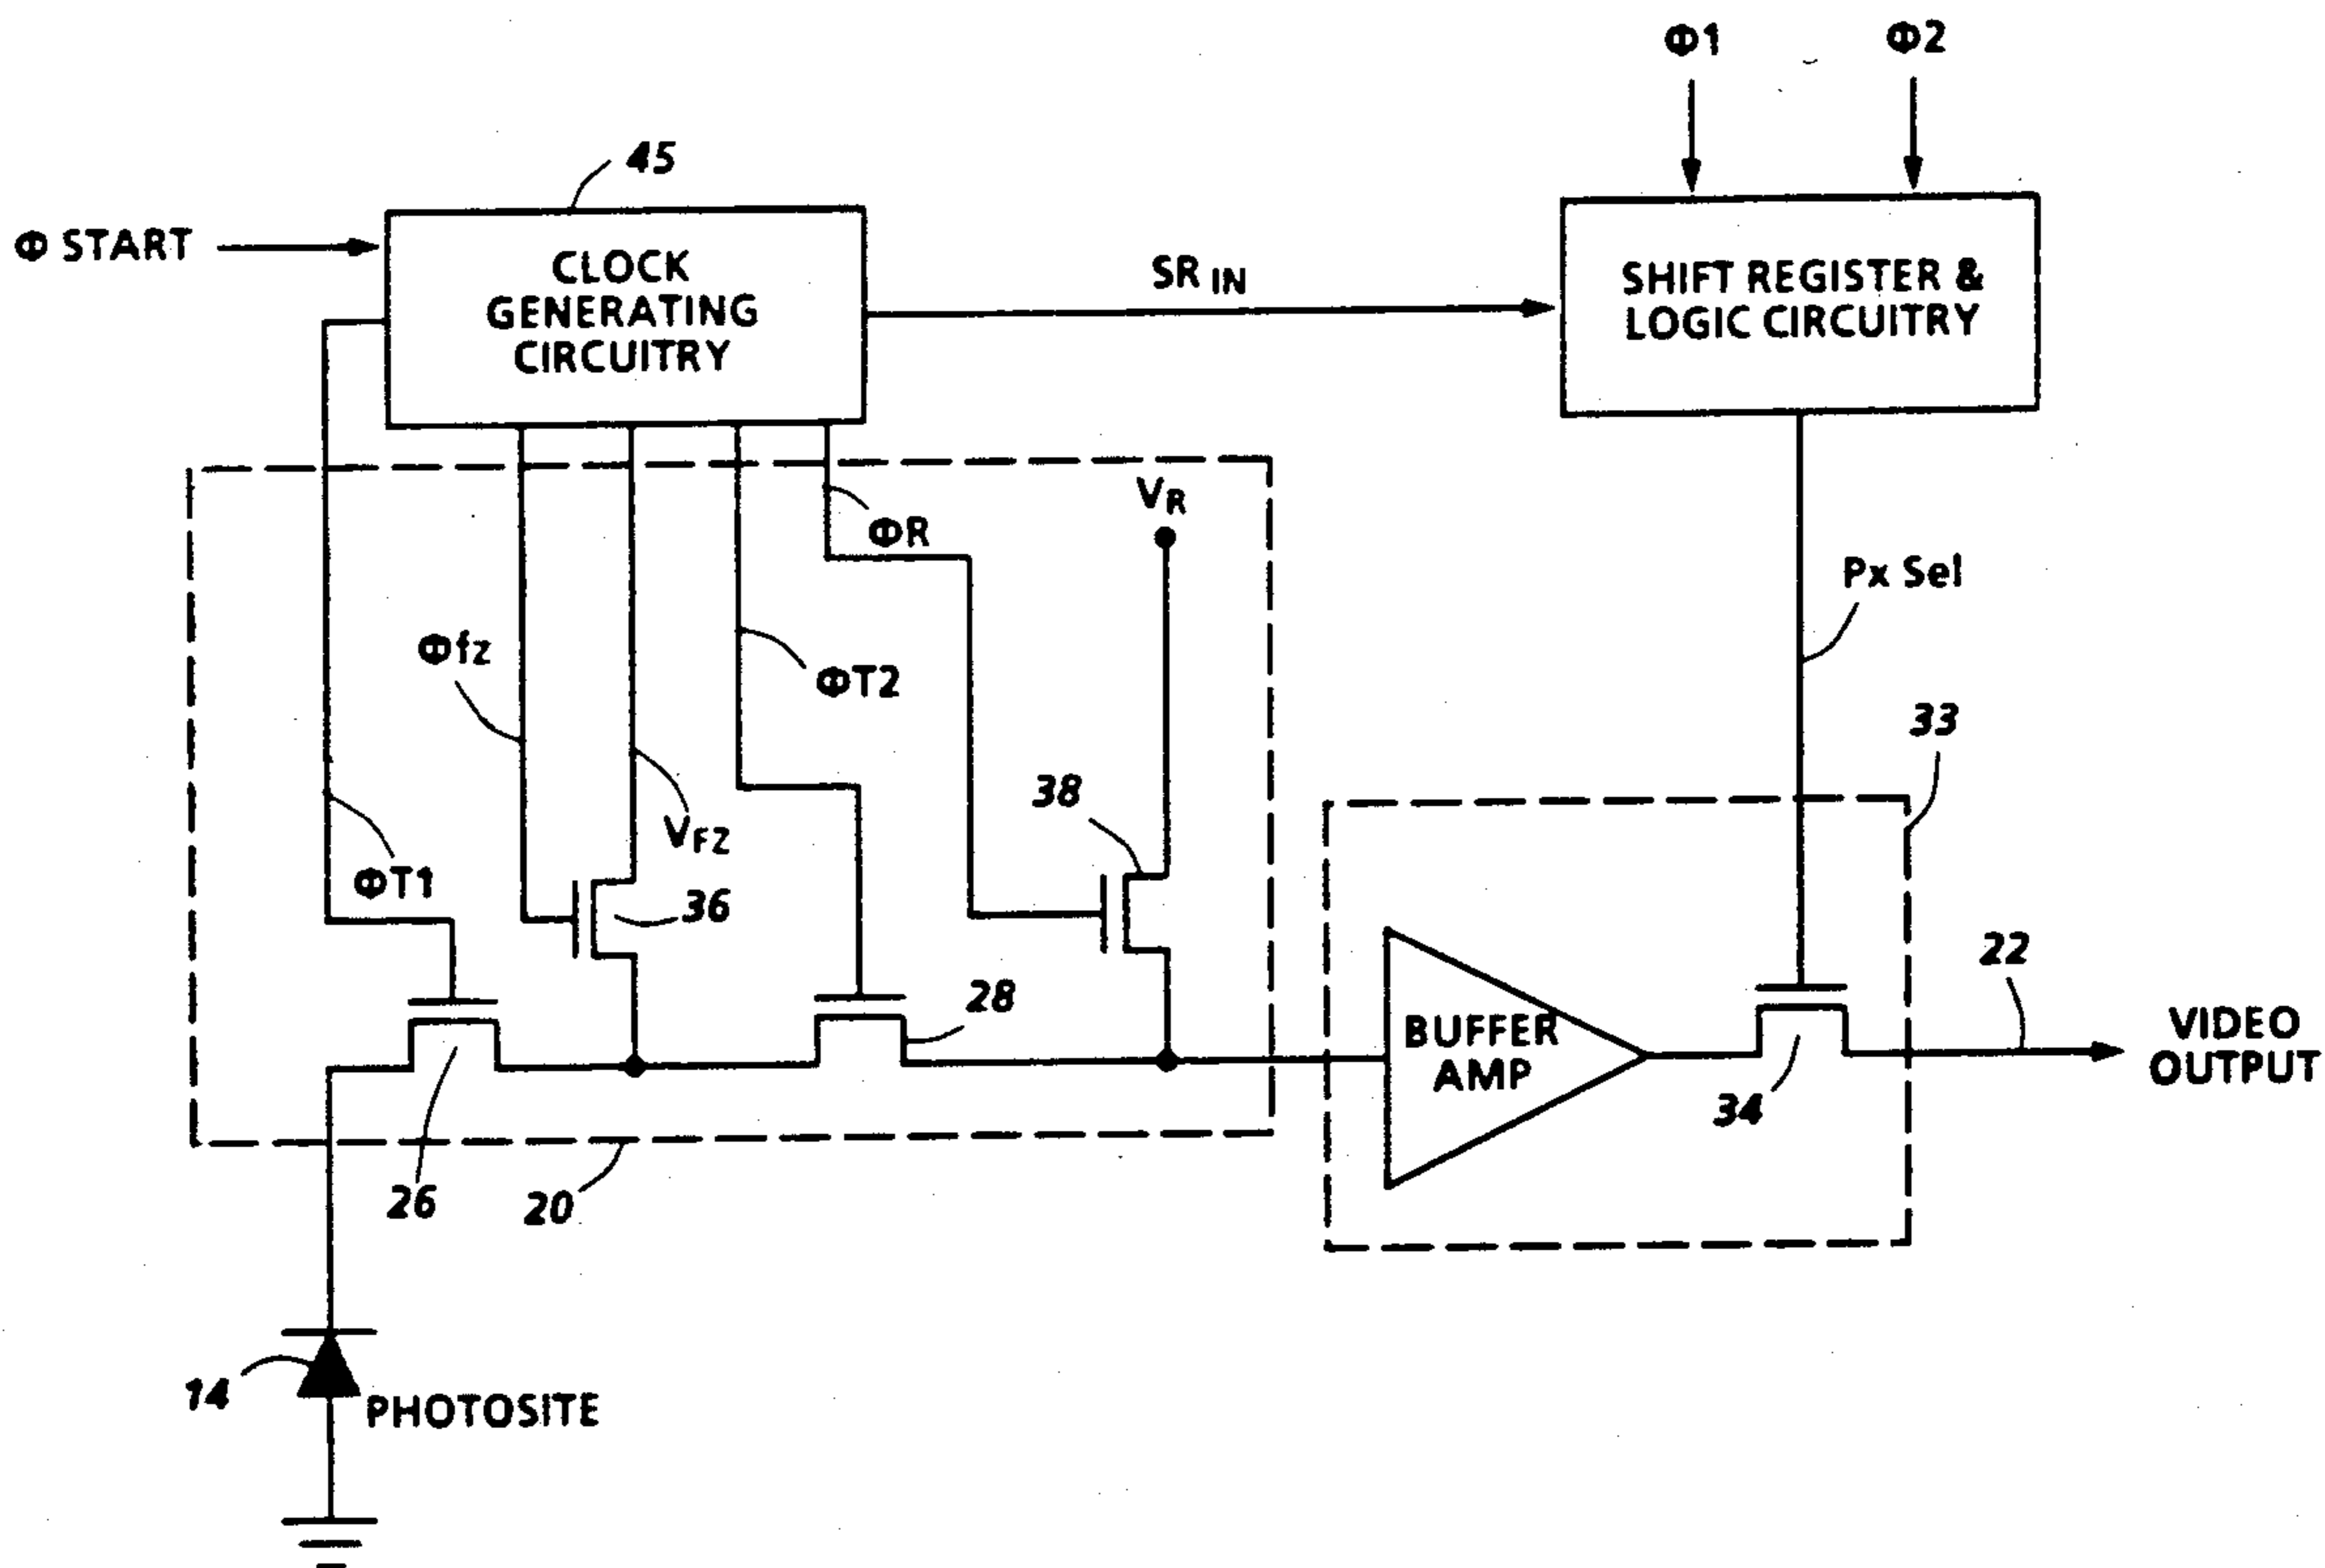 Φ1
Φ2
45
Φ START
CLOCK
GENERATING
CIRCUITRY
SR IN
SHIFT REGISTER &
LOGIC CIRCUITRY
VR
ΦR
Px Sel
Φfz
ΦT2
33
38
VFZ
ΦT1
36
22
28
VIDEO
OUTPUT
BUFFER
AMP
34
26
20
14
PHOTOSITE